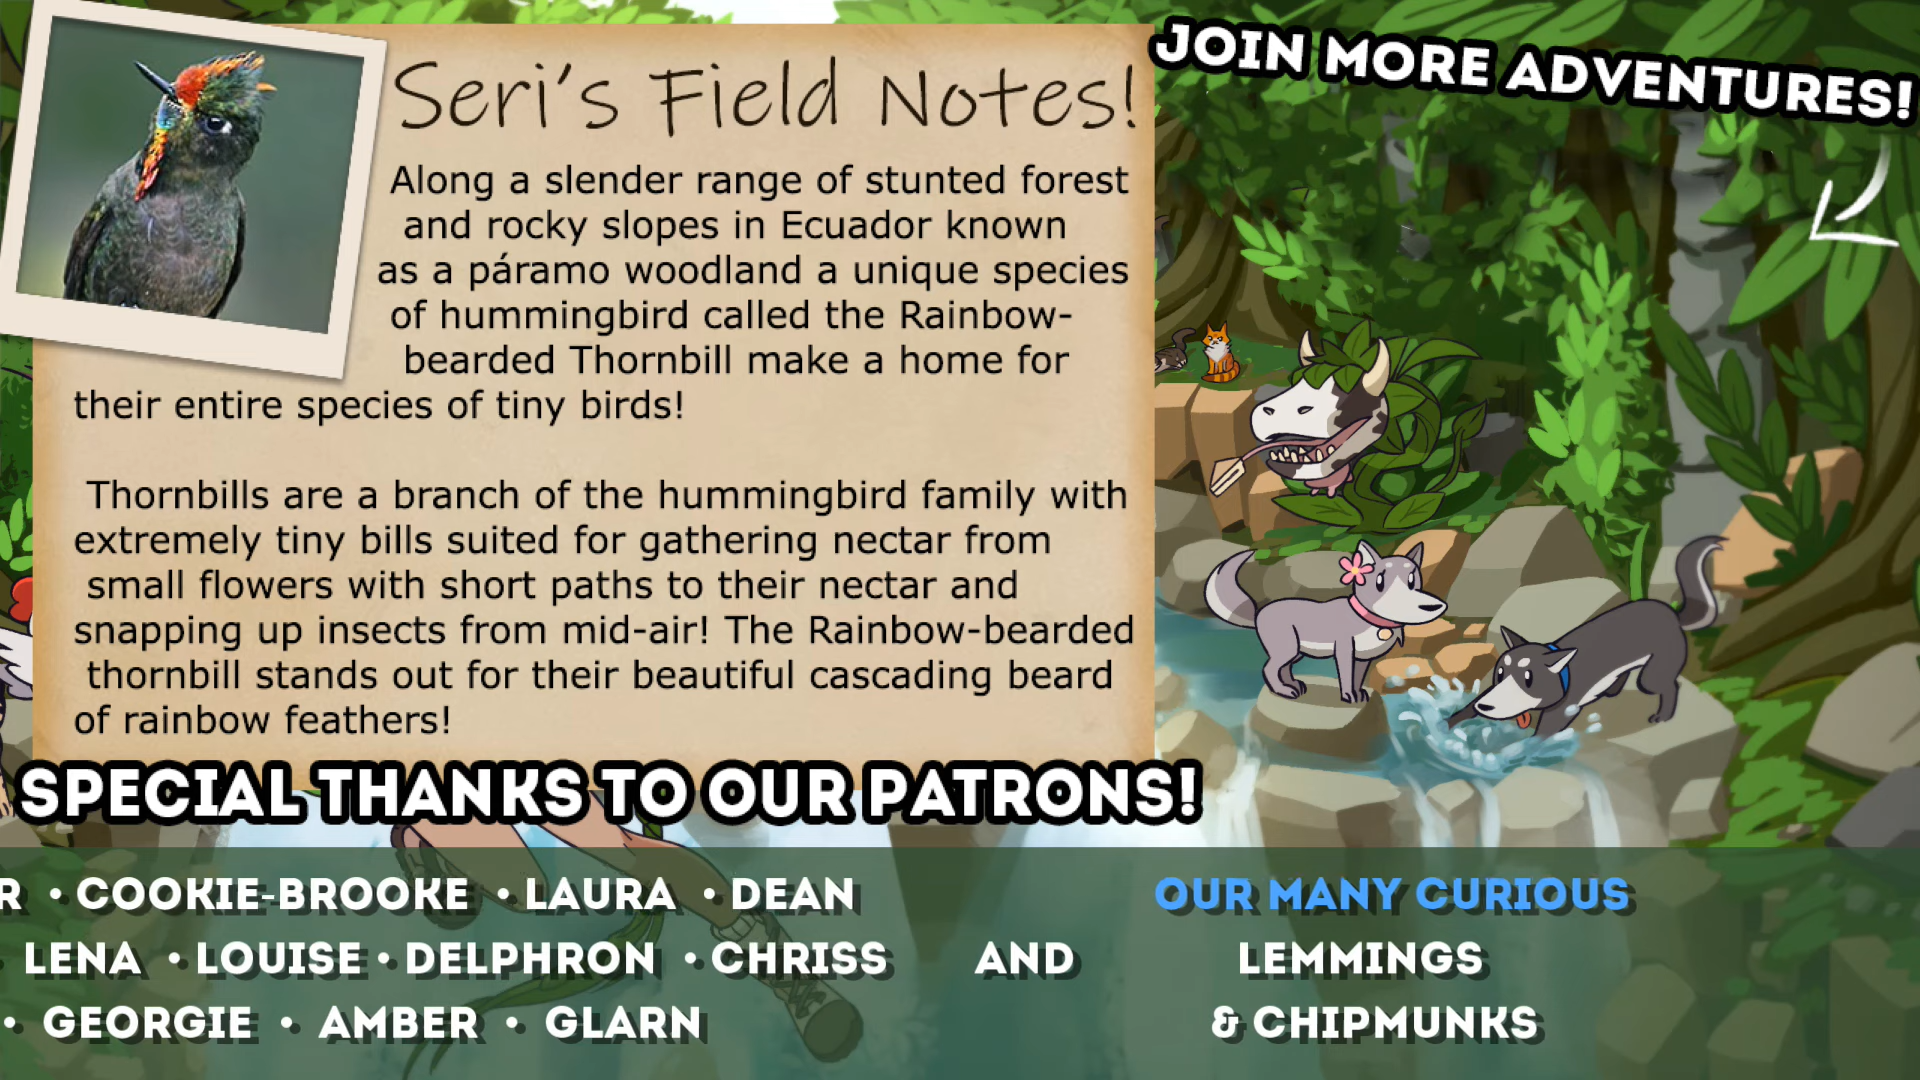 Seri's Field Notes!
JOIN MORE ADVENTURES!
Along a slender range of stunted forest
and rocky slopes in Ecuador known
as a páramo woodland a unique species
of hummingbird called the Rainbow-
bearded Thornbill make a home for
their entire species of tiny birds!
Thornbills are a branch of the hummingbird family with
extremely tiny bills suited for gathering nectar from
small flowers with short paths to their nectar and
snapping up insects from mid-air! The Rainbow-bearded
thornbill stands out for their beautiful cascading beard
of rainbow feathers!
SPECIAL THANKS TO OUR PATRONS!
R • COOKIE-BROOKE • LAURA • DEAN
LENA • LOUISE • DELPHRON • CHRISS
• GEORGIE • AMBER • GLARN
AND
OUR MANY CURIOUS
LEMMINGS
& CHIPMUNKS